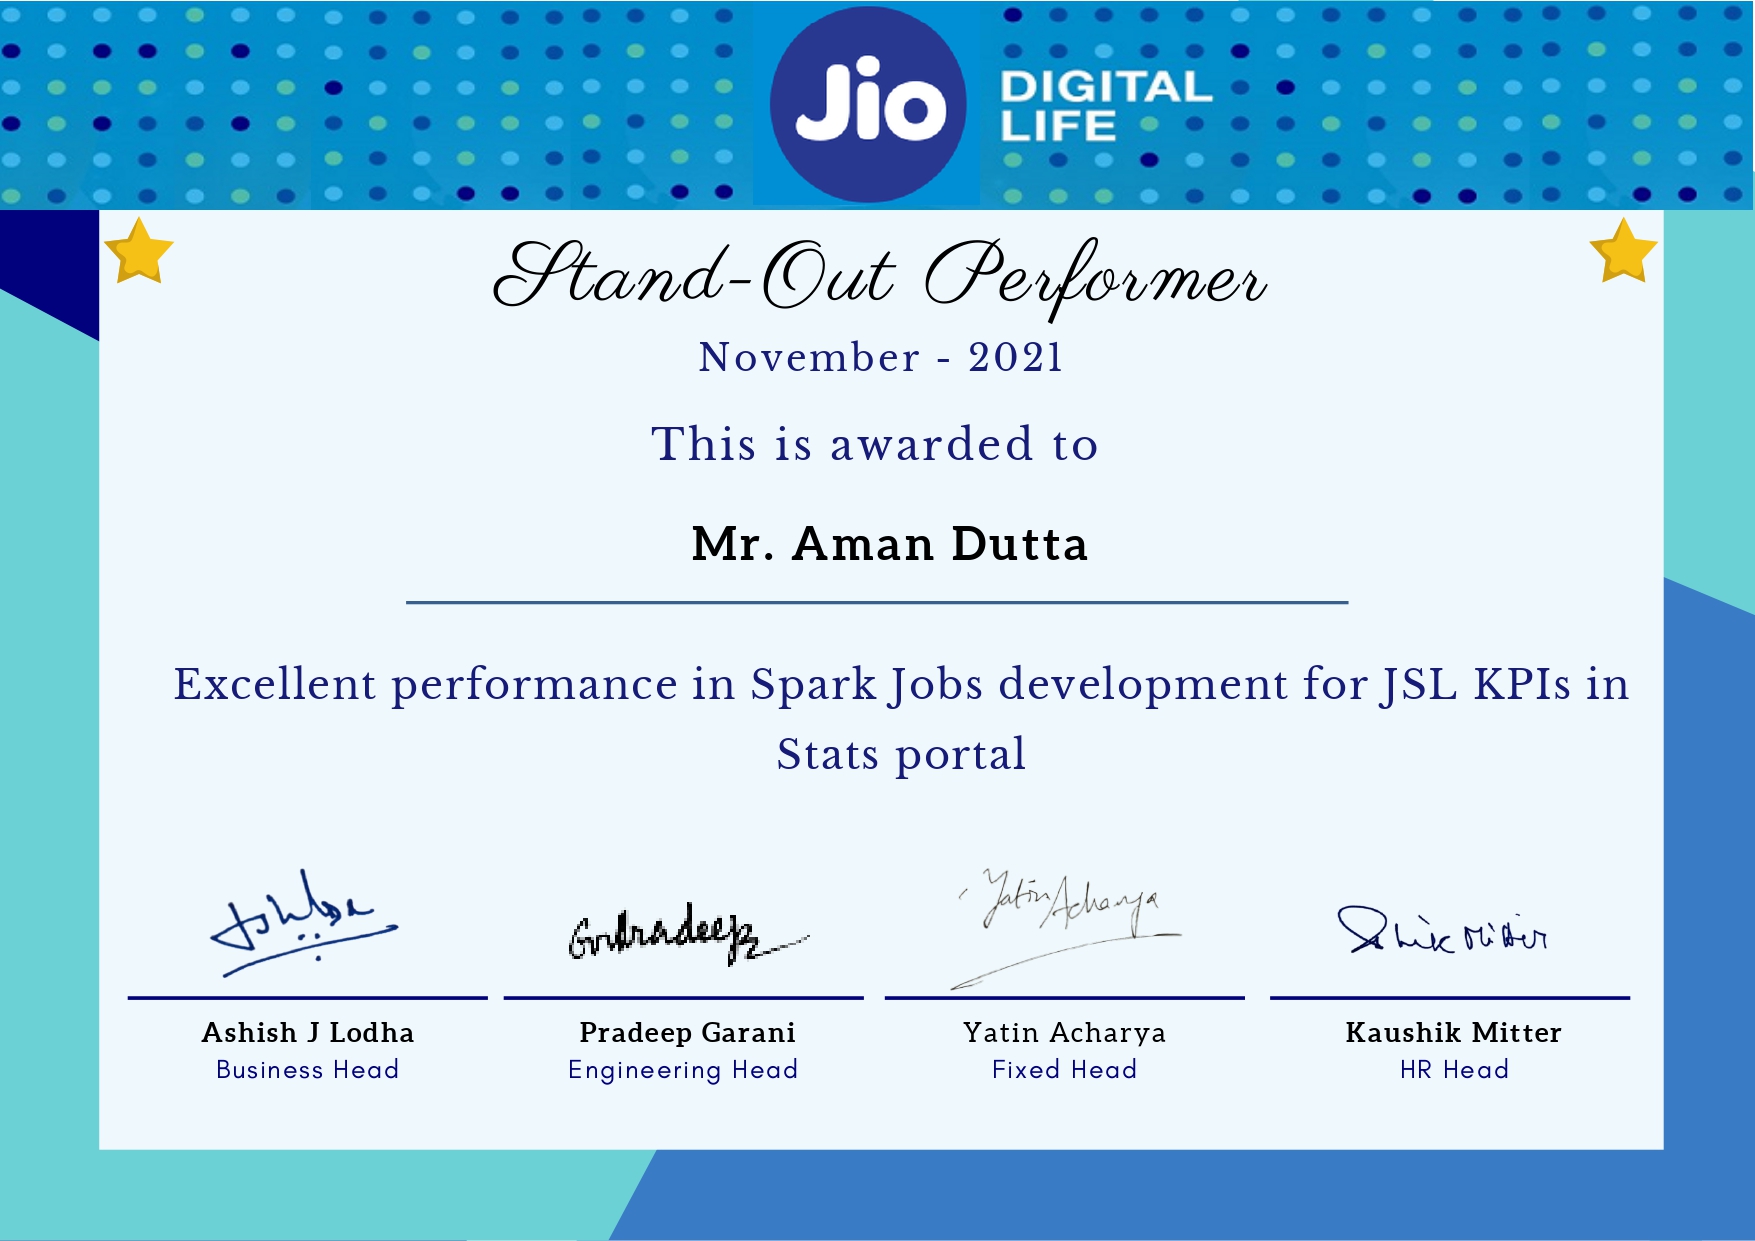 Jio
DIGITAL
LIFE
Stand-Out Performer
November - 2021
This is awarded to
Mr. Aman Dutta
Excellent performance in Spark Jobs development for JSL KPIs in
Stats portal
Yatin Acharya
Ashish J Lodha
Business Head
Pradeep Garani
Engineering Head
Yatin Acharya
Fixed Head
Kaushik Mitter
HR Head